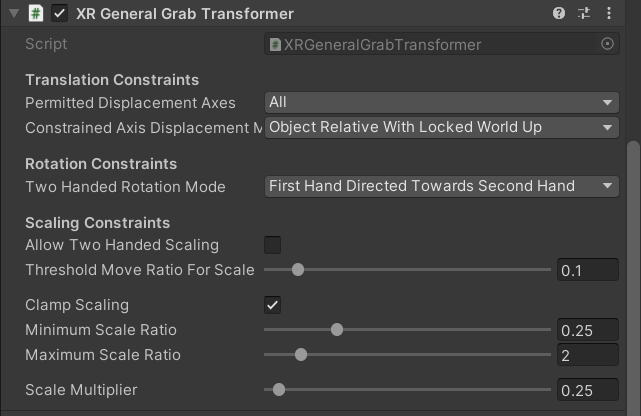 XR General Grab Transformer
Script XRGeneralGrabTransformer
Translation Constraints
Permitted Displacement Axes All
Constrained Axis Displacement M Object Relative With Locked World Up
Rotation Constraints
Two Handed Rotation Mode First Hand Directed Towards Second Hand
Scaling Constraints
Allow Two Handed Scaling
Threshold Move Ratio For Scale 0.1
Clamp Scaling
Minimum Scale Ratio 0.25
Maximum Scale Ratio 2
Scale Multiplier 0.25